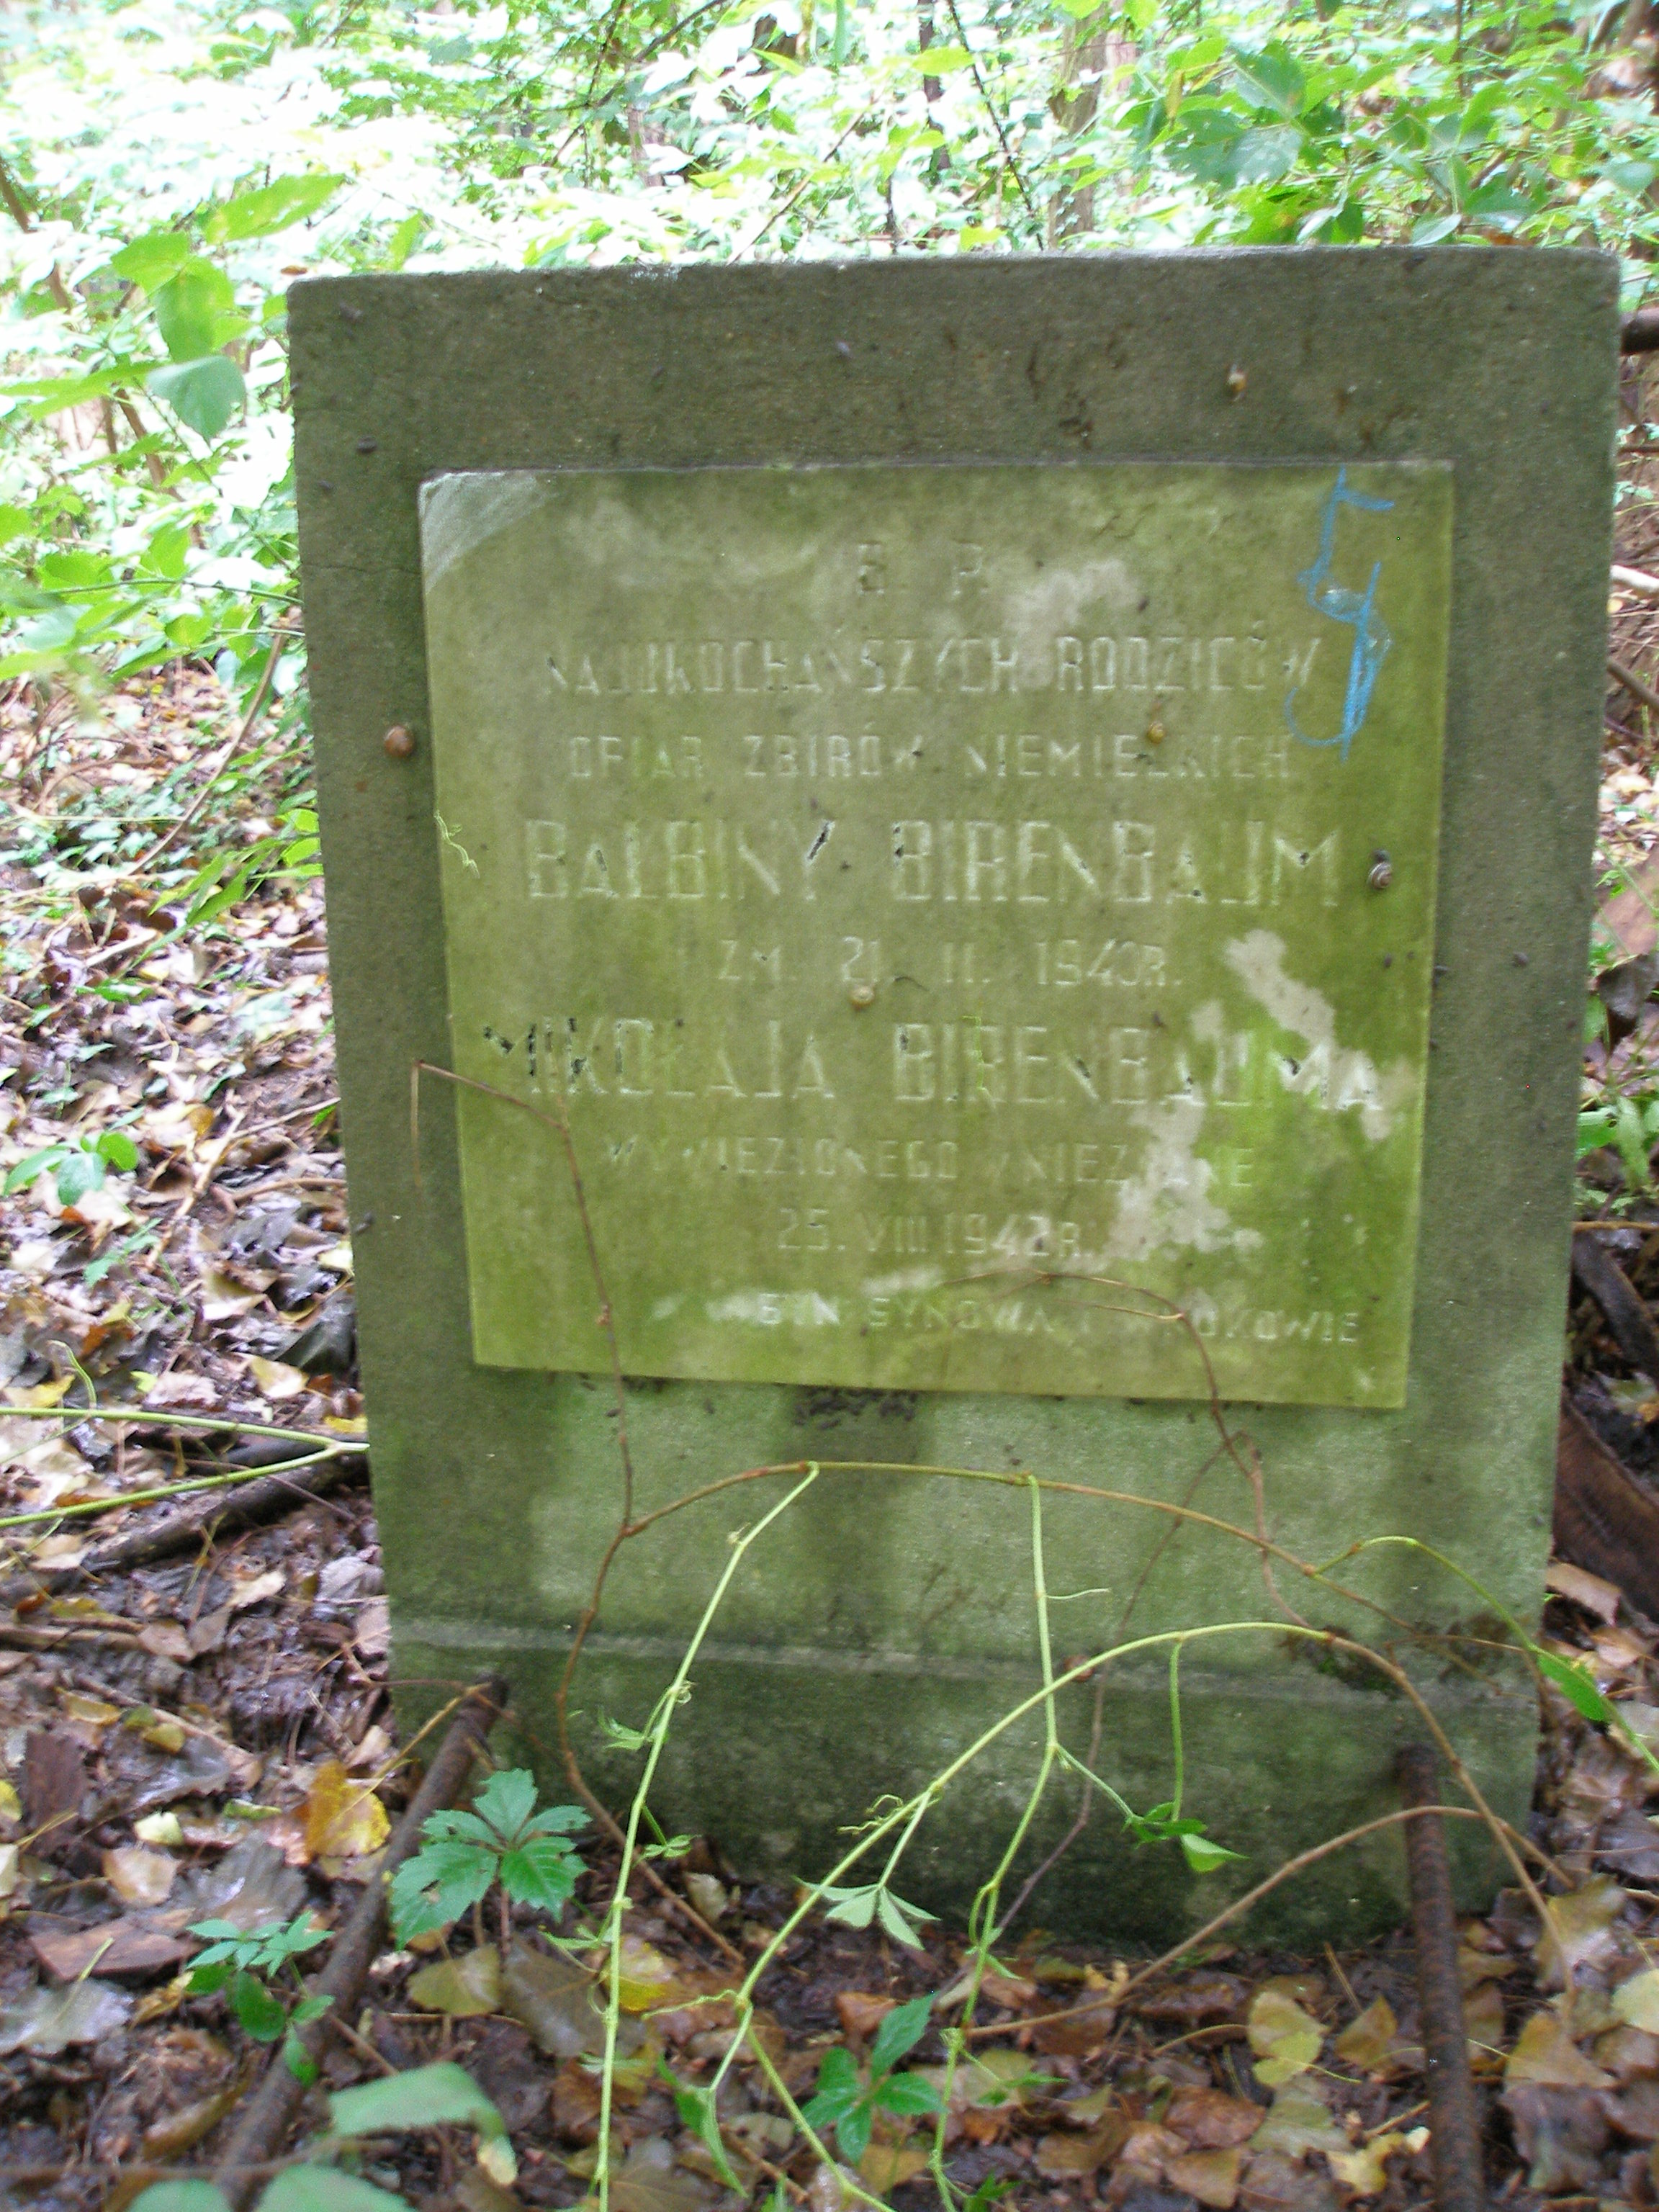 Ś P.
NAJUKOCHAŃSZYCH RODZICÓW
OFIAR ZBIRÓW NIEMIECKICH
BALBINY BIRENBAUM
ZM. 21. II. 1940R.
MIKOŁAJA BIRENBAUMA
WYWIEZIONEGO
25. VIII 1942R.
SYN SYNOWA I WNUKOWIE